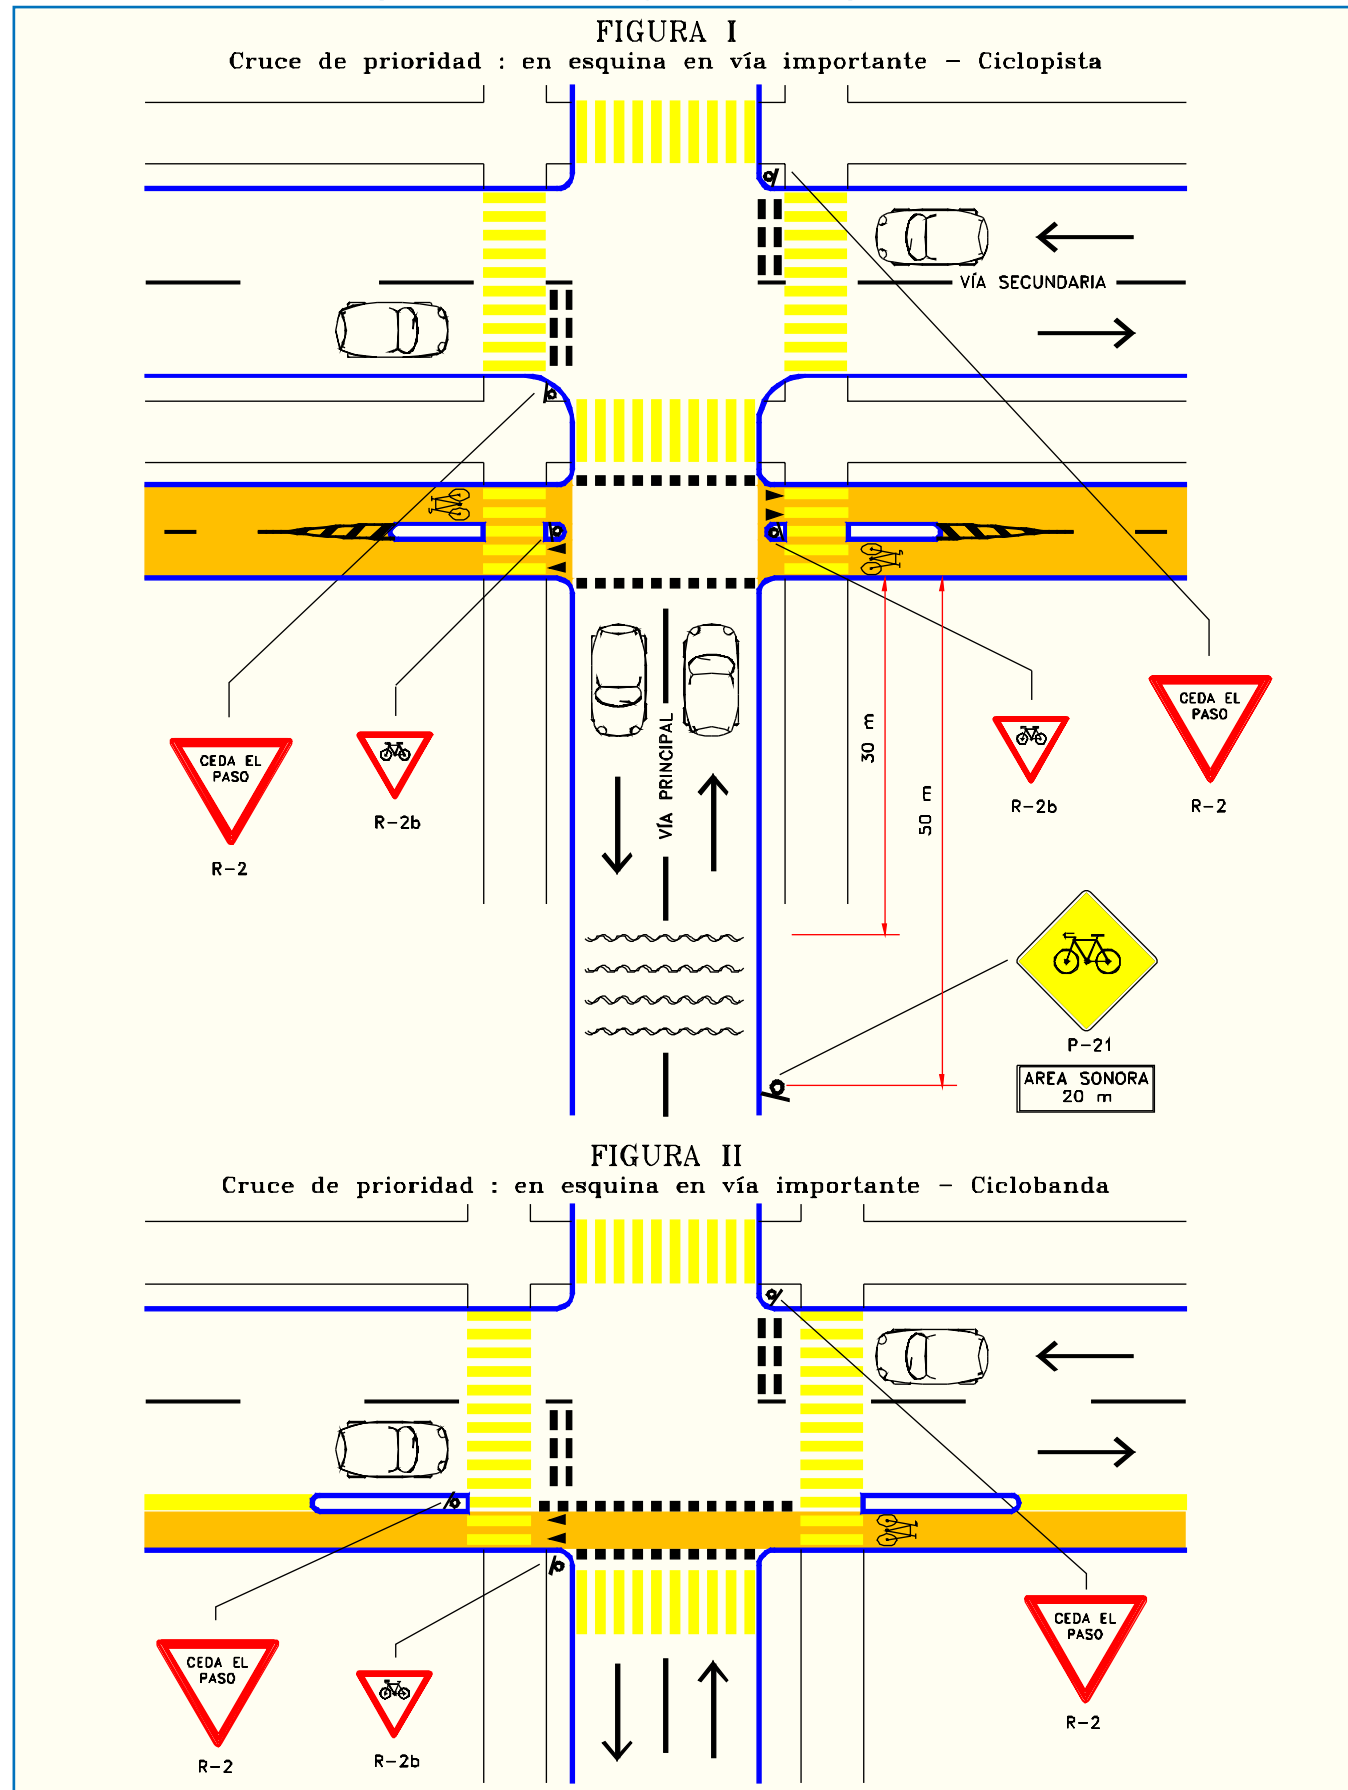 FIGURA I
Cruce de prioridad : en esquina en vía importante – Ciclopista
VÍA SECUNDARIA
CEDA EL
PASO
R-2
R-2b
VÍA PRINCIPAL
30 m
50 m
R-2b
CEDA EL
PASO
R-2
P-21
AREA SONORA
20 m
FIGURA II
Cruce de prioridad : en esquina en vía importante – Ciclobanda
CEDA EL
PASO
R-2
R-2b
CEDA EL
PASO
R-2